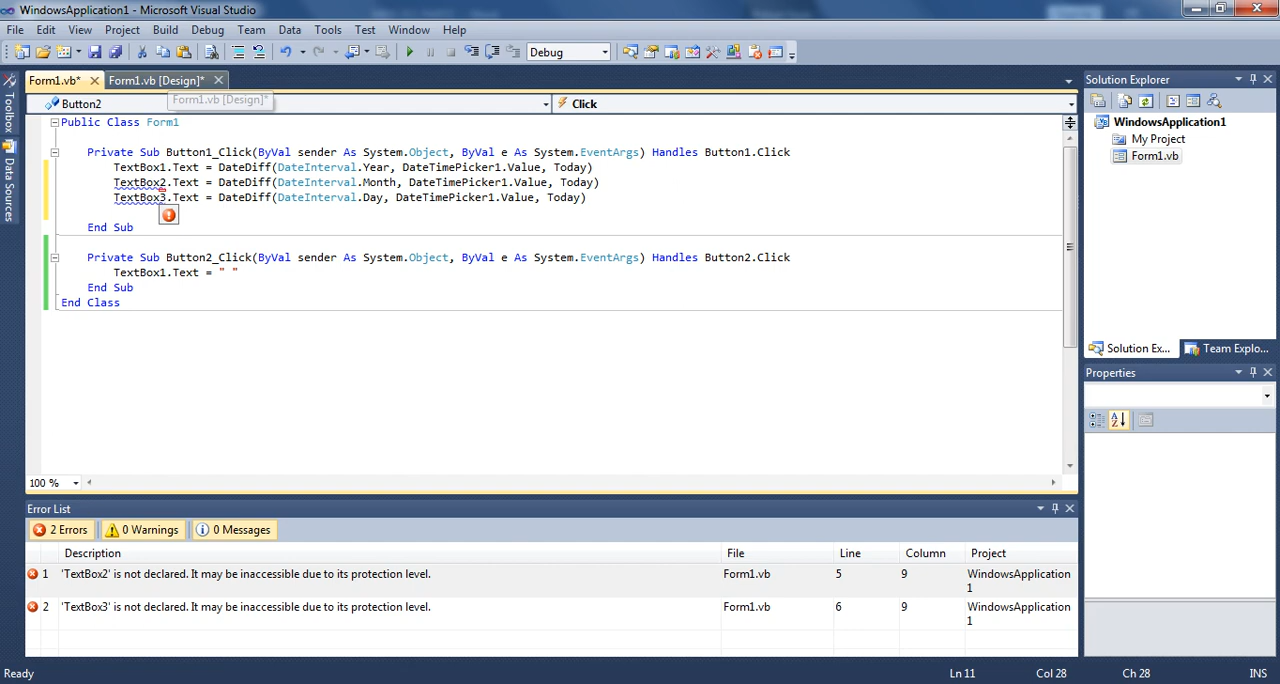 WindowsApplication1 - Microsoft Visual Studio
File Edit View Project Build Debug Team Data Tools Test Window Help
Debug
Form1.vb* Form1.vb [Design]*
Form1.vb [Design]*
Button2 Click
Toolbox
Data Sources
Public Class Form1
Private Sub Button1_Click(ByVal sender As System.Object, ByVal e As System.EventArgs) Handles Button1.Click
TextBox1.Text = DateDiff(DateInterval.Year, DateTimePicker1.Value, Today)
TextBox2.Text = DateDiff(DateInterval.Month, DateTimePicker1.Value, Today)
TextBox3.Text = DateDiff(DateInterval.Day, DateTimePicker1.Value, Today)
End Sub
Private Sub Button2_Click(ByVal sender As System.Object, ByVal e As System.EventArgs) Handles Button2.Click
TextBox1.Text = " "
End Sub
End Class
100 %
Solution Explorer
WindowsApplication1
My Project
Form1.vb
Solution Ex... Team Explo...
Properties
Error List
2 Errors 0 Warnings 0 Messages
Description File Line Column Project
1 'TextBox2' is not declared. It may be inaccessible due to its protection level. Form1.vb 5 9 WindowsApplication
1
2 'TextBox3' is not declared. It may be inaccessible due to its protection level. Form1.vb 6 9 WindowsApplication
1
Ready Ln 11 Col 28 Ch 28 INS